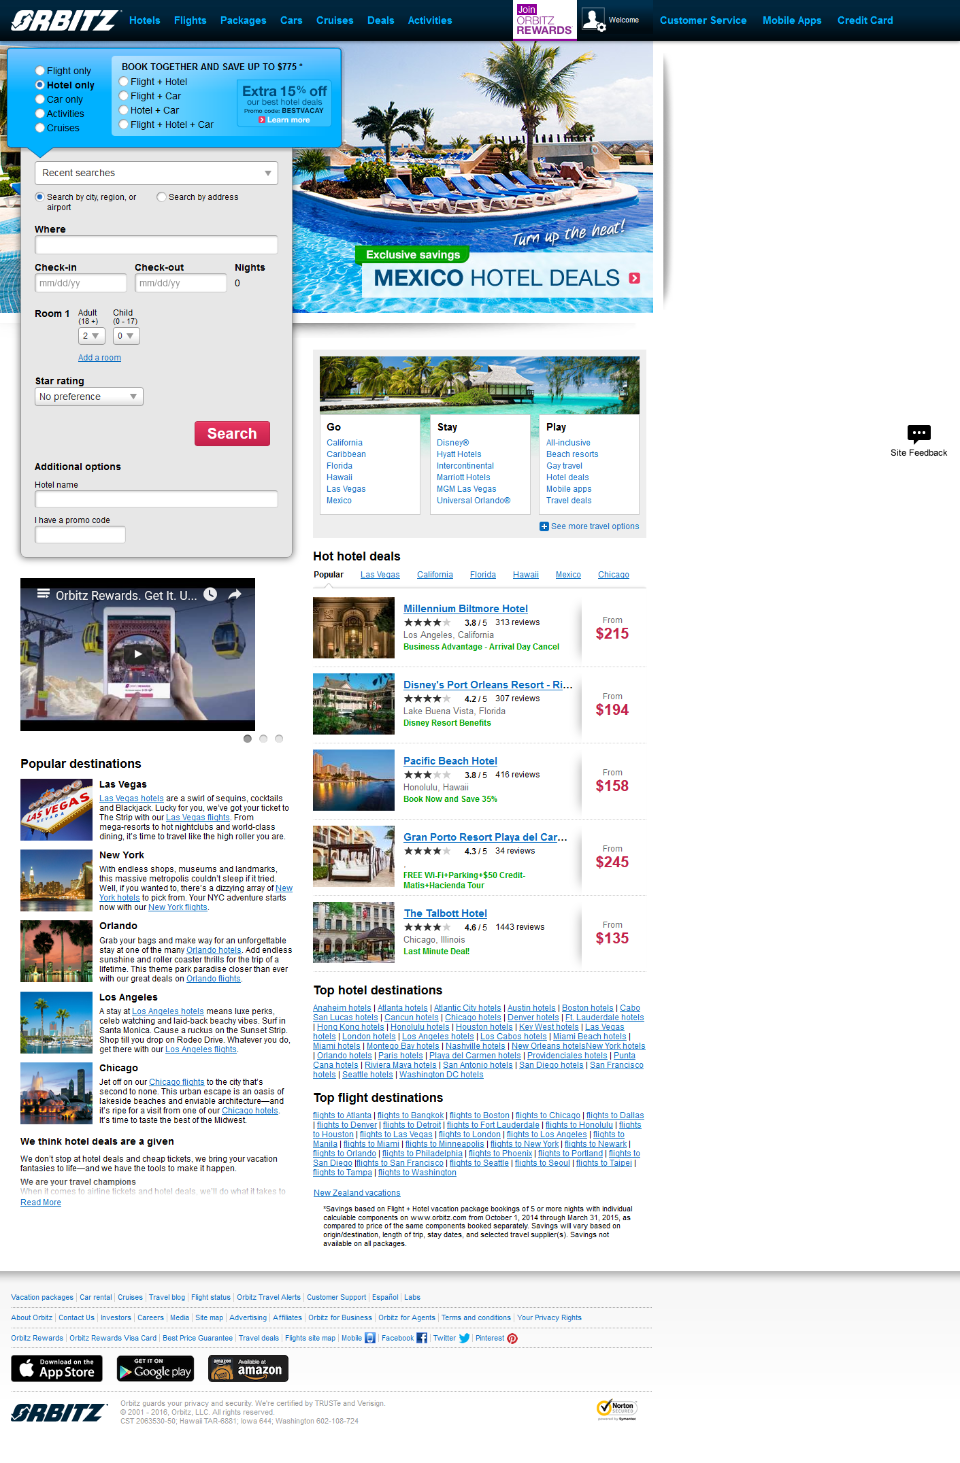 ORBITZ
Hotels Flights Packages Cars Cruises Deals Activities
Join ORBITZ REWARDS
Welcome
Customer Service Mobile Apps Credit Card
Flight only
Hotel only
Car only
Activities
Cruises
BOOK TOGETHER AND SAVE UP TO $775 *
Flight + Hotel
Flight + Car
Hotel + Car
Flight + Hotel + Car
Extra 15% off
our best hotel deals
Promo code: BESTVACAY
Learn more
Recent searches
Search by city, region, or airport
Search by address
Where
Check-in Check-out Nights
mm/dd/yy mm/dd/yy 0
Room 1 Adult (18 +) Child (0 - 17)
2 0
Add a room
Star rating
No preference
Search
Additional options
Hotel name
I have a promo code
Turn up the heat!
Exclusive savings
MEXICO HOTEL DEALS
Go
California
Caribbean
Florida
Hawaii
Las Vegas
Mexico
Stay
Disney®
Hyatt Hotels
Intercontinental
Marriott Hotels
MGM Las Vegas
Universal Orlando®
Play
All-inclusive
Beach resorts
Gay travel
Hotel deals
Mobile apps
Travel deals
See more travel options
Site Feedback
Hot hotel deals
Popular Las Vegas California Florida Hawaii Mexico Chicago
Millennium Biltmore Hotel
3.8 / 5 313 reviews
Los Angeles, California
Business Advantage - Arrival Day Cancel
From
$215
Disney's Port Orleans Resort - Ri...
4.2 / 5 307 reviews
Lake Buena Vista, Florida
Disney Resort Benefits
From
$194
Pacific Beach Hotel
3.8 / 5 416 reviews
Honolulu, Hawaii
Book Now and Save 35%
From
$158
Gran Porto Resort Playa del Car...
4.3 / 5 34 reviews
FREE Wi-Fi+Parking+$50 Credit-
Matis+Hacienda Tour
From
$245
The Talbott Hotel
4.6 / 5 1443 reviews
Chicago, Illinois
Last Minute Deal!
From
$135
Orbitz Rewards. Get It. U...
Popular destinations
LAS VEGAS
NEVADA
Las Vegas
Las Vegas hotels are a swirl of sequins, cocktails
and Blackjack. Lucky for you, we've got your ticket to
The Strip with our Las Vegas flights. From
mega-resorts to hot nightclubs and world-class
dining, it's time to travel like the high roller you are.
New York
With endless shops, museums and landmarks,
this massive metropolis couldn't sleep if it tried.
Well, if you wanted to, there's a dizzying array of New
York hotels to pick from. Your NYC adventure starts
now with our New York flights.
Orlando
Grab your bags and make way for an unforgettable
stay at one of the many Orlando hotels. Add endless
sunshine and roller coaster thrills for the trip of a
lifetime. This theme park paradise closer than ever
with our great deals on Orlando flights.
Los Angeles
A stay at Los Angeles hotels means luxe perks,
celeb watching and laid-back beachy vibes. Surf in
Santa Monica. Cause a ruckus on the Sunset Strip.
Shop till you drop on Rodeo Drive. Whatever you do,
get there with our Los Angeles flights.
Chicago
Jet off on our Chicago flights to the city that's
second to none. This urban escape is an oasis of
lakeside beaches and enviable architecture—and
it's ripe for a visit from one of our Chicago hotels.
It's time to taste the best of the Midwest.
We think hotel deals are a given
We don't stop at hotel deals and cheap tickets, we bring your vacation
fantasies to life—and we have the tools to make it happen.
We are your travel champions
When it comes to airline tickets and hotel deals, we'll do what it takes to
Read More
Top hotel destinations
Anaheim hotels | Atlanta hotels | Atlantic City hotels | Austin hotels | Boston hotels | Cabo
San Lucas hotels | Cancun hotels | Chicago hotels | Denver hotels | Ft. Lauderdale hotels
| Hong Kong hotels | Honolulu hotels | Houston hotels | Key West hotels | Las Vegas
hotels | London hotels | Los Angeles hotels | Los Cabos hotels | Miami Beach hotels |
Miami hotels | Montego Bay hotels | Nashville hotels | New Orleans hotelsNew York hotels
| Orlando hotels | Paris hotels | Playa del Carmen hotels | Providenciales hotels | Punta
Cana hotels | Riviera Maya hotels | San Antonio hotels | San Diego hotels | San Francisco
hotels | Seattle hotels | Washington DC hotels
Top flight destinations
flights to Atlanta | flights to Bangkok | flights to Boston | flights to Chicago | flights to Dallas
| flights to Denver | flights to Detroit | flights to Fort Lauderdale | flights to Honolulu | flights
to Houston | flights to Las Vegas | flights to London | flights to Los Angeles | flights to
Manila | flights to Miami | flights to Minneapolis | flights to New York | flights to Newark |
flights to Orlando | flights to Philadelphia | flights to Phoenix | flights to Portland | flights to
San Diego |flights to San Francisco | flights to Seattle | flights to Seoul | flights to Taipei |
flights to Tampa | flights to Washington
New Zealand vacations
*Savings based on Flight + Hotel vacation package bookings of 5 or more nights with individual
calculable components on www.orbitz.com from October 1, 2014 through March 31, 2015, as
compared to price of the same components booked separately. Savings will vary based on
origin/destination, length of trip, stay dates, and selected travel supplier(s). Savings not
available on all packages.
Vacation packages | Car rental | Cruises | Travel blog | Flight status | Orbitz Travel Alerts | Customer Support | Español | Labs
About Orbitz | Contact Us | Investors | Careers | Media | Site map | Advertising | Affiliates | Orbitz for Business | Orbitz for Agents | Terms and conditions | Your Privacy Rights
Orbitz Rewards | Orbitz Rewards Visa Card | Best Price Guarantee | Travel deals | Flights site map | Mobile | Facebook | Twitter | Pinterest
Download on the App Store
GET IT ON Google play
Available at amazon
ORBITZ
Orbitz guards your privacy and security. We're certified by TRUSTe and Verisign.
© 2001 - 2016, Orbitz, LLC. All rights reserved.
CST 2063530-50; Hawaii TAR-6881; Iowa 644; Washington 602-108-724
Norton SECURED
powered by Symantec